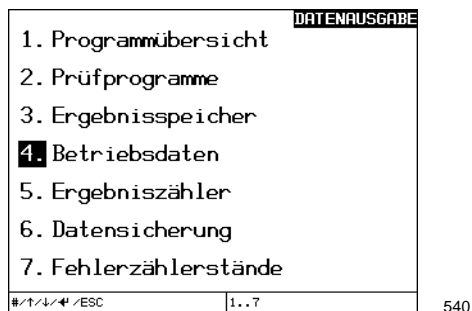 DATENAUSGABE
1. Programmübersicht
2. Prüfprogramme
3. Ergebnisspeicher
4. Betriebsdaten
5. Ergebniszähler
6. Datensicherung
7. Fehlerzählerstände
#/↑/↓/↵/ESC 1..7
540